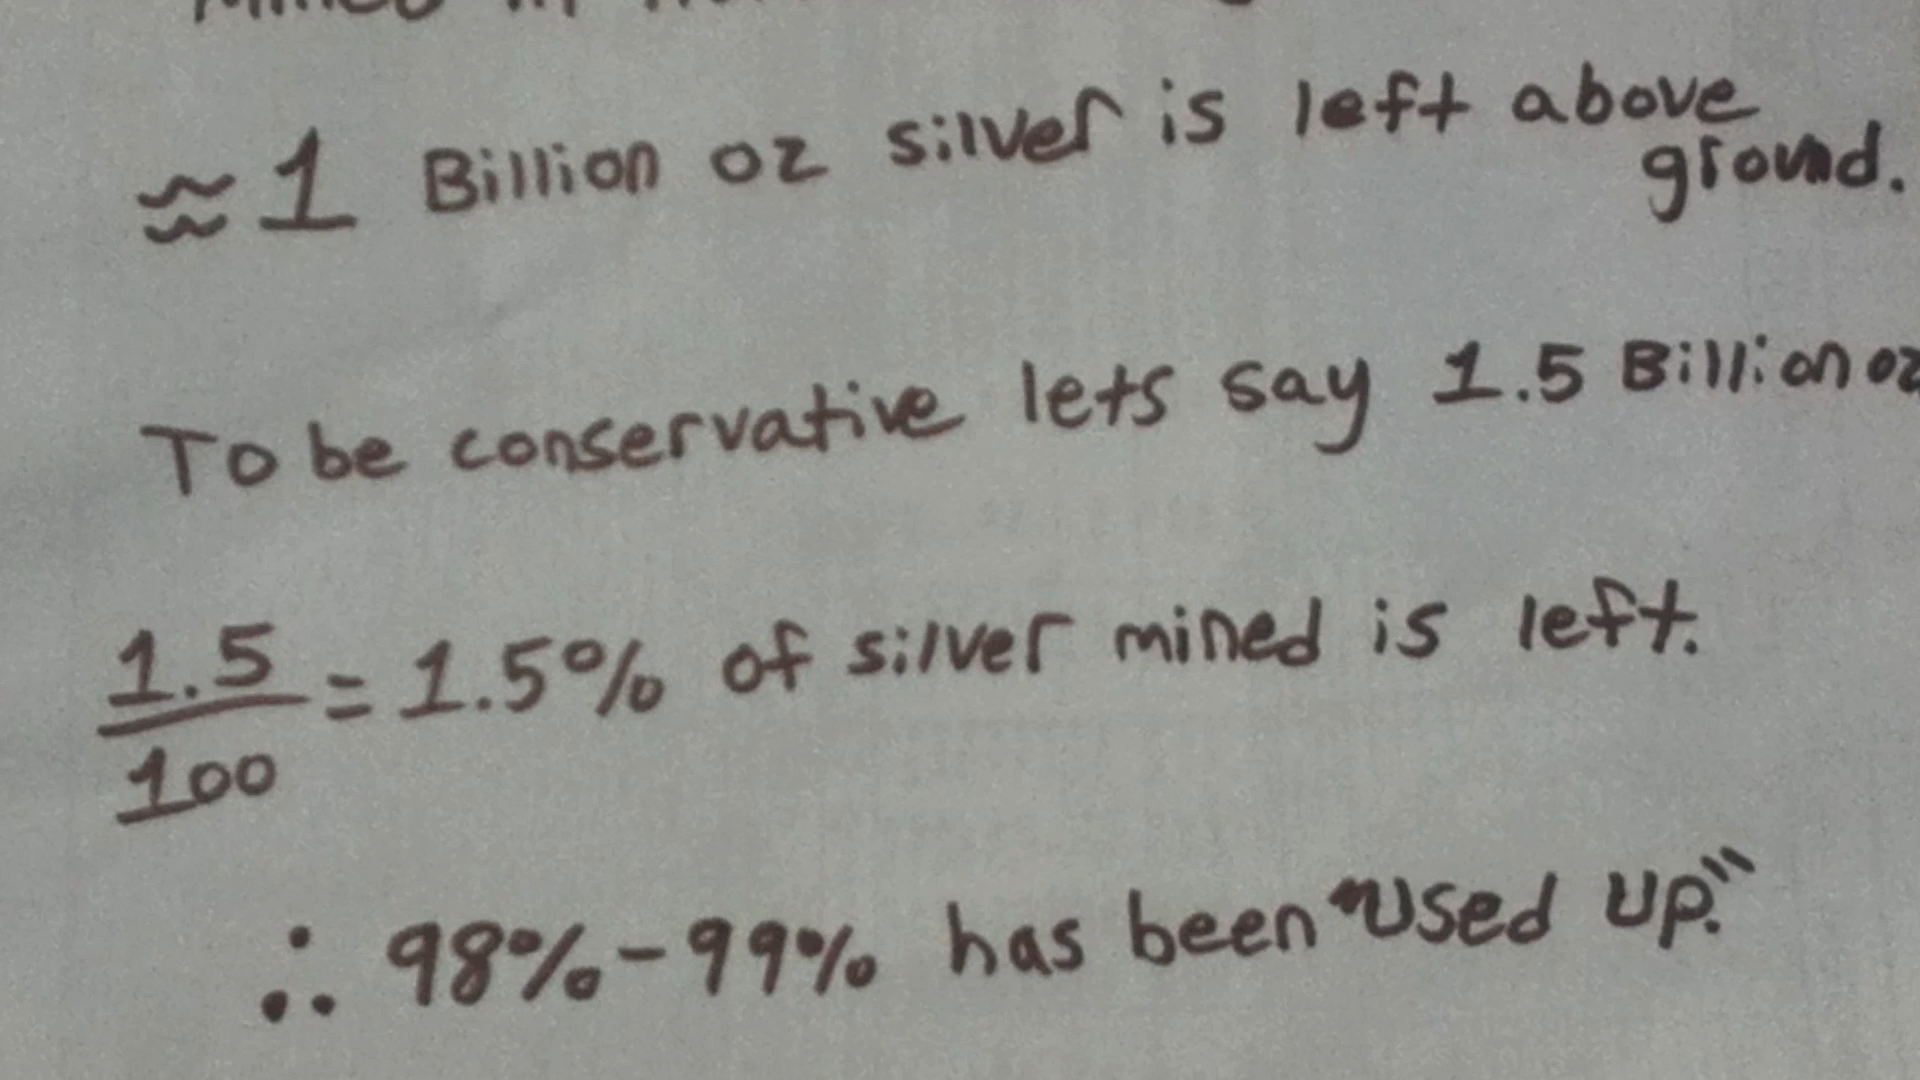 ≈ 1 Billion oz silver is left above
ground.
To be conservative lets say 1.5 Billion oz
1.5
= 1.5% of silver mined is left.
100
∴ 98% - 99% has been "Used up."